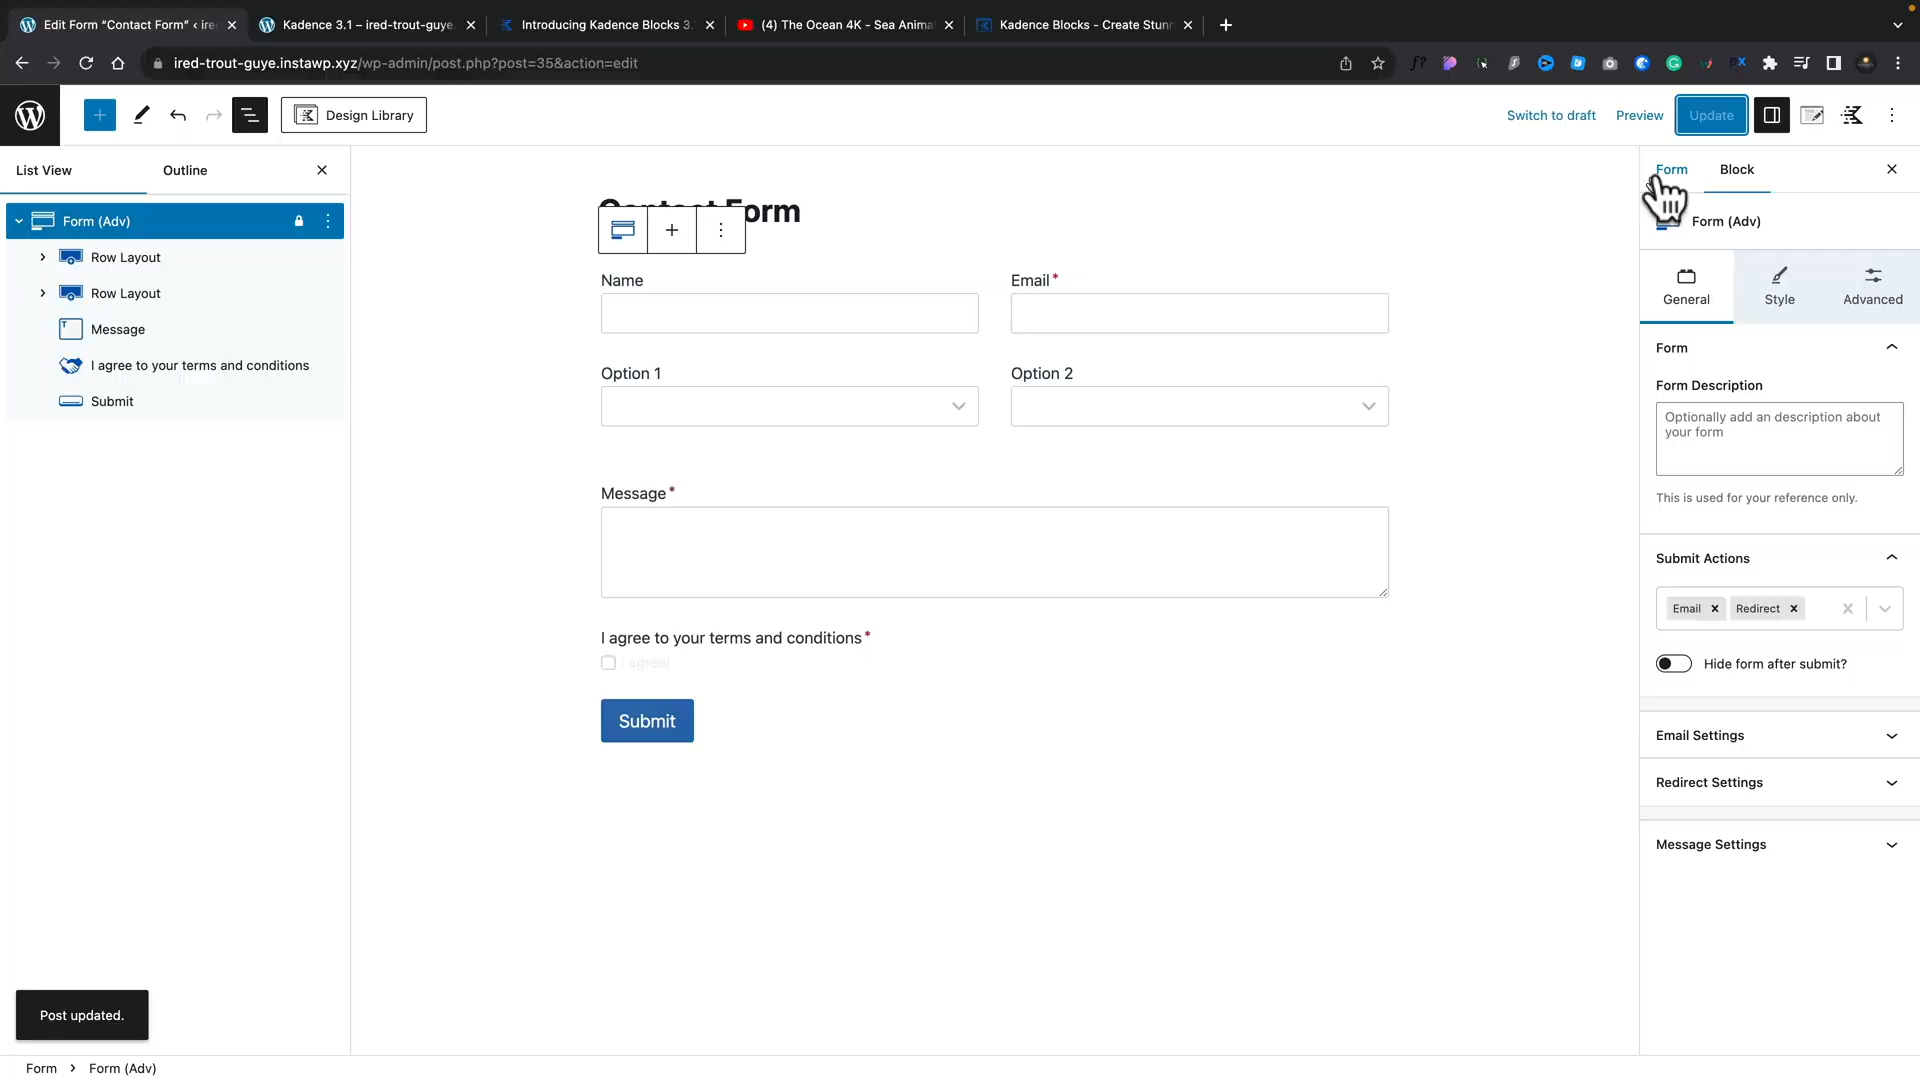 Edit Form “Contact Form” ‹ ire
Kadence 3.1 – ired-trout-guye.
Introducing Kadence Blocks 3.
(4) The Ocean 4K - Sea Anima
Kadence Blocks - Create Stunn
ired-trout-guye.instawp.xyz/wp-admin/post.php?post=35&action=edit
Design Library
Switch to draft
Preview
Update
List View
Outline
Form
Block
Form (Adv)
Row Layout
Row Layout
Message
I agree to your terms and conditions
Submit
Contact Form
Name
Email*
Option 1
Option 2
Message*
I agree to your terms and conditions*
I agree!
Submit
Form (Adv)
General
Style
Advanced
Form
Form Description
Optionally add an description about
your form
This is used for your reference only.
Submit Actions
Email
Redirect
Hide form after submit?
Email Settings
Redirect Settings
Message Settings
Post updated.
Form
Form (Adv)